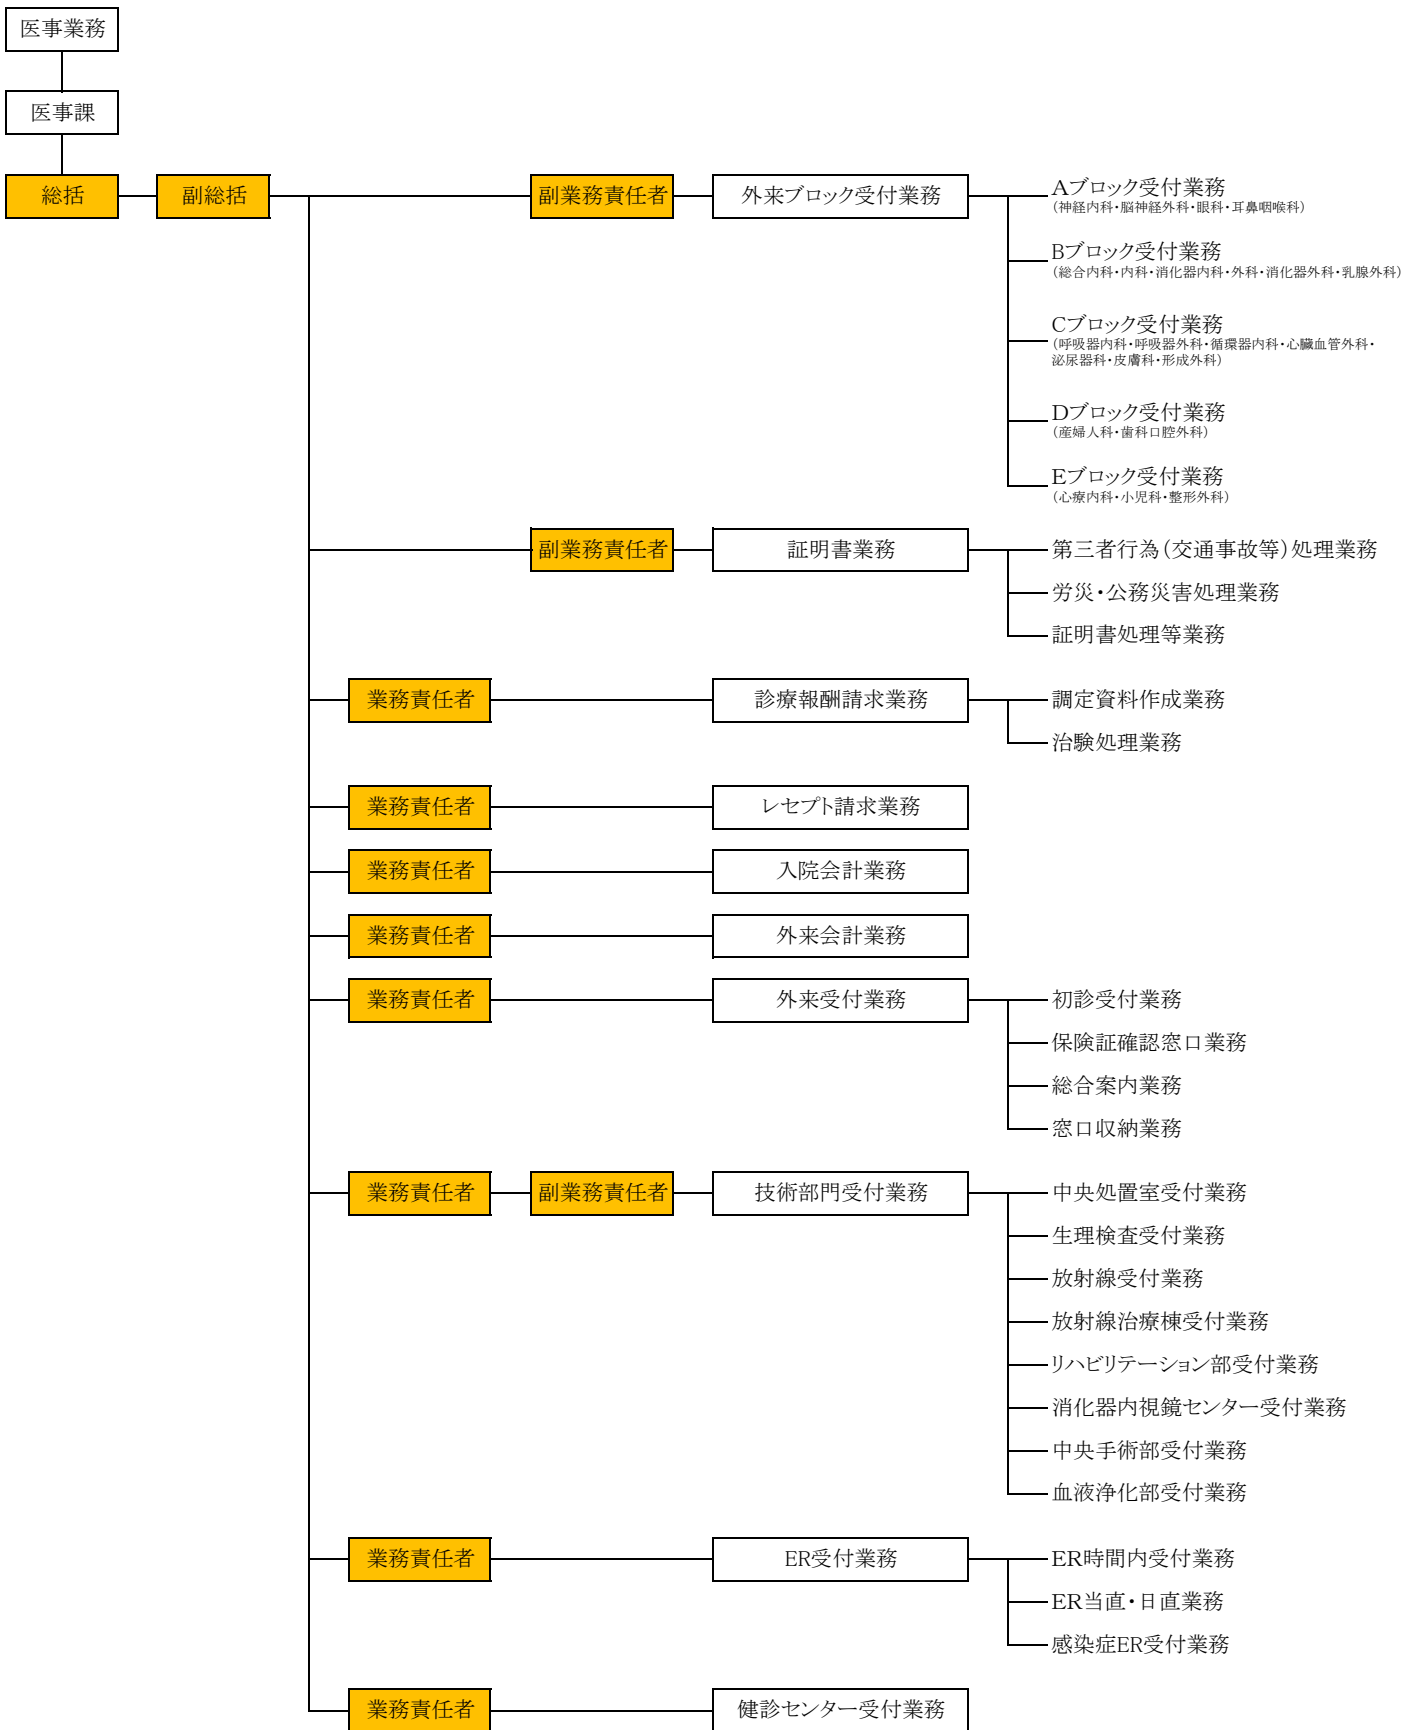 医事業務
医事課
総括
副総括
副業務責任者
外来ブロック受付業務
Aブロック受付業務
(神経内科・脳神経外科・眼科・耳鼻咽喉科)
Bブロック受付業務
(総合内科・内科・消化器内科・外科・消化器外科・乳腺外科)
Cブロック受付業務
(呼吸器内科・呼吸器外科・循環器内科・心臓血管外科・
泌尿器科・皮膚科・形成外科)
Dブロック受付業務
(産婦人科・歯科口腔外科)
Eブロック受付業務
(心療内科・小児科・整形外科)
副業務責任者
証明書業務
第三者行為(交通事故等)処理業務
労災・公務災害処理業務
証明書処理等業務
業務責任者
診療報酬請求業務
調定資料作成業務
治験処理業務
業務責任者
レセプト請求業務
業務責任者
入院会計業務
業務責任者
外来会計業務
業務責任者
外来受付業務
初診受付業務
保険証確認窓口業務
総合案内業務
窓口収納業務
業務責任者
副業務責任者
技術部門受付業務
中央処置室受付業務
生理検査受付業務
放射線受付業務
放射線治療棟受付業務
リハビリテーション部受付業務
消化器内視鏡センター受付業務
中央手術部受付業務
血液浄化部受付業務
業務責任者
ER受付業務
ER時間内受付業務
ER当直・日直業務
感染症ER受付業務
業務責任者
健診センター受付業務